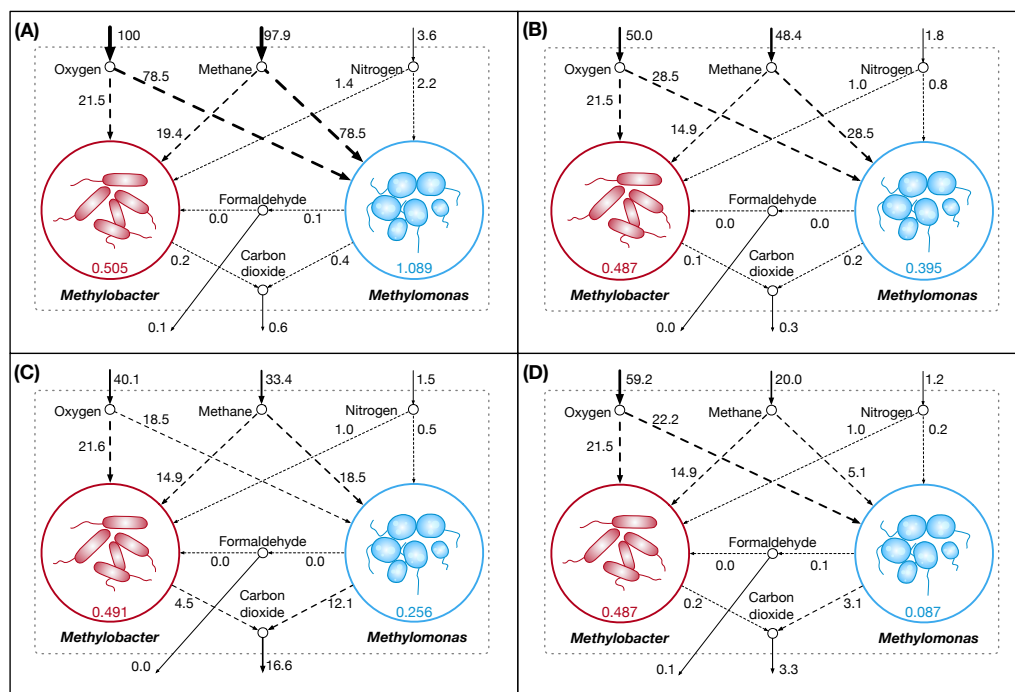 (A)
100
97.9
3.6
Oxygen
Methane
Nitrogen
78.5
1.4
2.2
21.5
19.4
78.5
Formaldehyde
0.0
0.1
Carbon
dioxide
0.2
0.4
0.505
1.089
Methylobacter
Methylomonas
0.1
0.6
(B)
50.0
48.4
1.8
Oxygen
Methane
Nitrogen
28.5
1.0
0.8
21.5
14.9
28.5
Formaldehyde
0.0
0.0
Carbon
dioxide
0.1
0.2
0.487
0.395
Methylobacter
Methylomonas
0.0
0.3
(C)
40.1
33.4
1.5
Oxygen
Methane
Nitrogen
18.5
1.0
0.5
21.6
14.9
18.5
Formaldehyde
0.0
0.0
Carbon
dioxide
4.5
12.1
0.491
0.256
Methylobacter
Methylomonas
0.0
16.6
(D)
59.2
20.0
1.2
Oxygen
Methane
Nitrogen
22.2
1.0
0.2
21.5
14.9
5.1
Formaldehyde
0.0
0.1
Carbon
dioxide
0.2
3.1
0.487
0.087
Methylobacter
Methylomonas
0.1
3.3